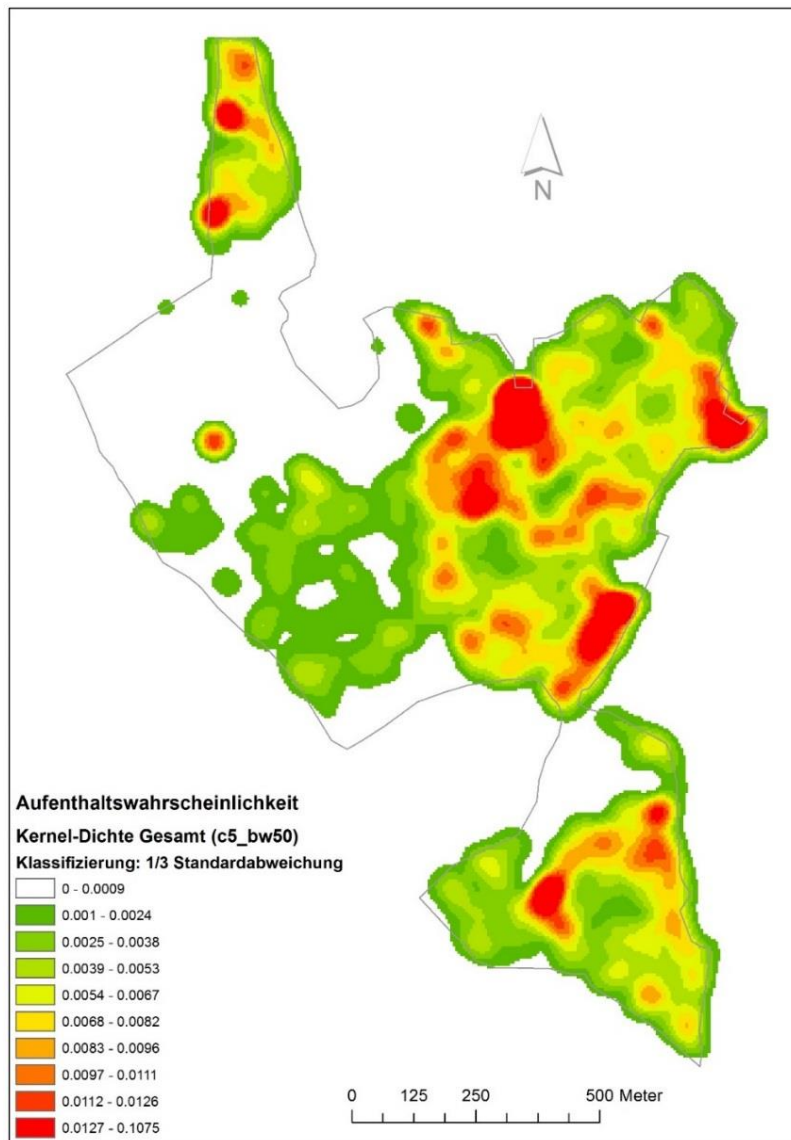 N
Aufenthaltswahrscheinlichkeit
Kernel-Dichte Gesamt (c5_bw50)
Klassifizierung: 1/3 Standardabweichung
0 - 0.0009
0.001 - 0.0024
0.0025 - 0.0038
0.0039 - 0.0053
0.0054 - 0.0067
0.0068 - 0.0082
0.0083 - 0.0096
0.0097 - 0.0111
0.0112 - 0.0126
0.0127 - 0.1075
0 125 250 500 Meter